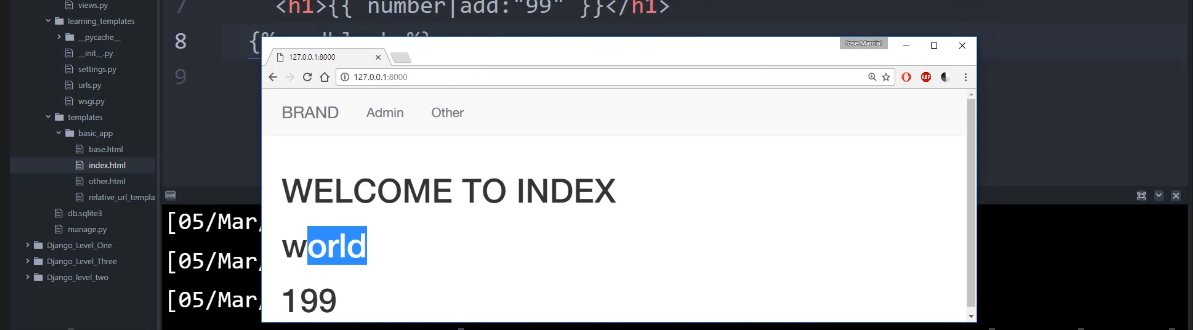 views.py
learning_templates
__pycache__
__init__.py
settings.py
urls.py
wsgi.py
templates
basic_app
base.html
index.html
other.html
relative_url_templa
db.sqlite3
manage.py
Django_Level_One
Django_Level_Three
Django_level_two
7 <h1>{{ number|add:"99" }}</h1>
8 {%
9
Jose Marcial
127.0.0.1:8000
127.0.0.1:8000
ABP
BRAND Admin Other
WELCOME TO INDEX
world
199
[05/Mar/
[05/Mar/
[05/Mar/